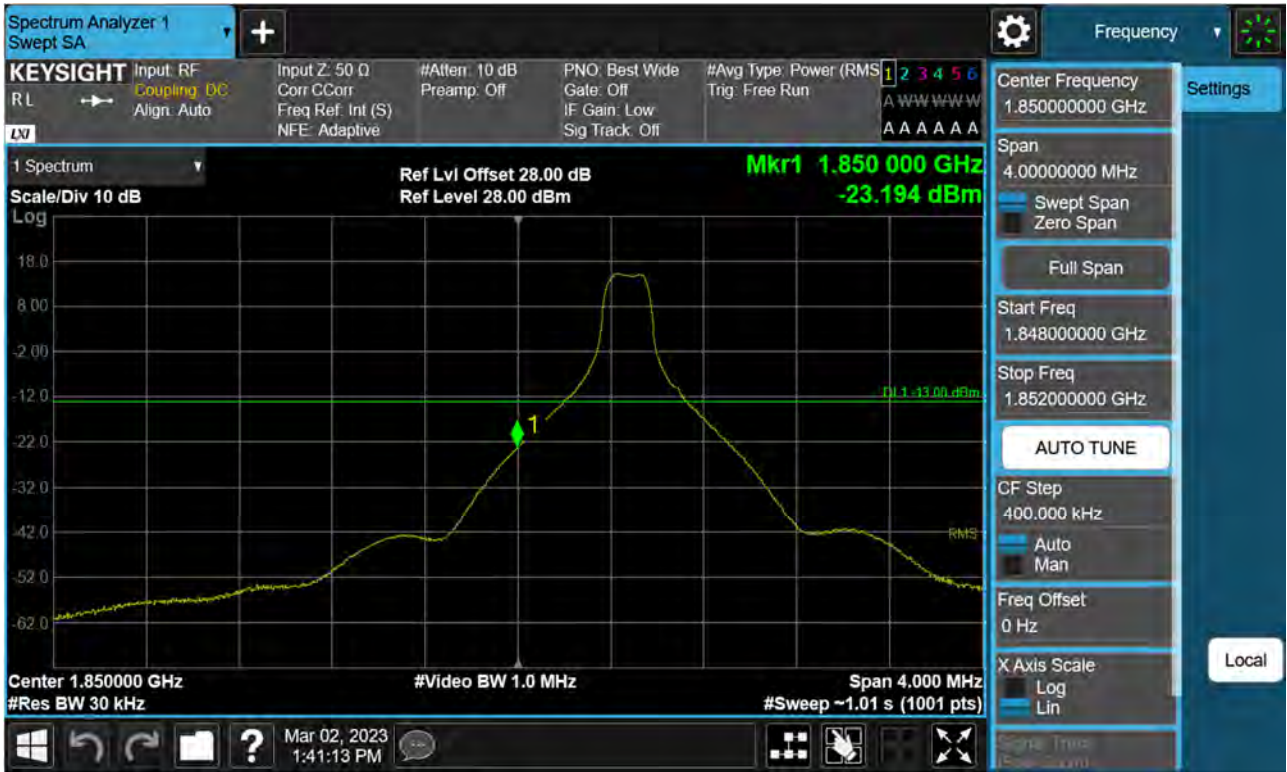 Spectrum Analyzer 1
Swept SA
Frequency
KEYSIGHT
RL
LXI
Input: RF
Coupling: DC
Align: Auto
Input Z: 50 Ω
Corr CCorr
Freq Ref: Int (S)
NFE: Adaptive
#Atten: 10 dB
Preamp: Off
PNO: Best Wide
Gate: Off
IF Gain: Low
Sig Track: Off
#Avg Type: Power (RMS
Trig: Free Run
1 2 3 4 5 6
A W W W W W
A A A A A A
1 Spectrum
Scale/Div 10 dB
Log
Ref Lvl Offset 28.00 dB
Ref Level 28.00 dBm
Mkr1 1.850 000 GHz
-23.194 dBm
18.0
8.00
-2.00
-12.0
-22.0
-32.0
-42.0
-52.0
-62.0
DL1 -13.00 dBm
1
RMS
Center 1.850000 GHz
#Res BW 30 kHz
#Video BW 1.0 MHz
Span 4.000 MHz
#Sweep ~1.01 s (1001 pts)
Center Frequency
1.850000000 GHz
Settings
Span
4.00000000 MHz
Swept Span
Zero Span
Full Span
Start Freq
1.848000000 GHz
Stop Freq
1.852000000 GHz
AUTO TUNE
CF Step
400.000 kHz
Auto
Man
Freq Offset
0 Hz
X Axis Scale
Log
Lin
Local
Mar 02, 2023
1:41:13 PM